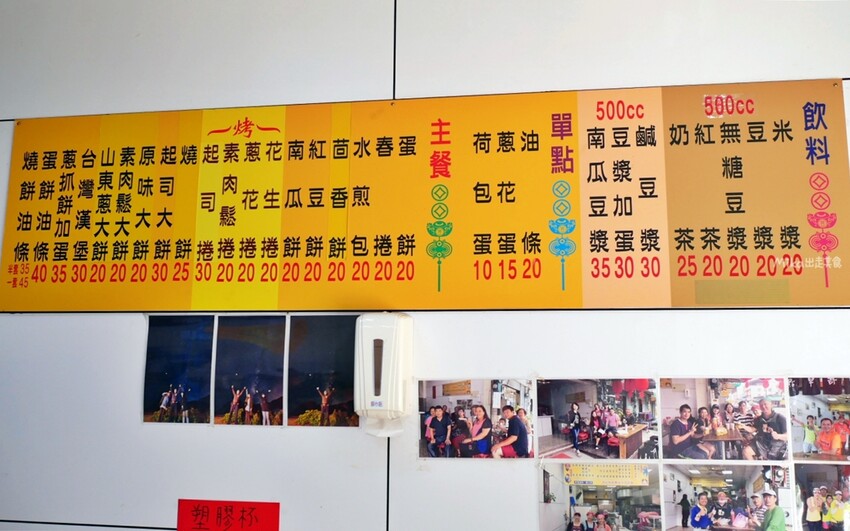 飲料
500cc
米漿20
豆漿20
無糖豆漿20
紅茶20
奶茶25
500cc
鹹豆漿30
豆漿加蛋30
南瓜豆漿35
單點
油條20
蔥花蛋15
荷包蛋10
主餐
蛋餅20
春捲20
水煎包20
茴香餅20
紅豆餅20
南瓜餅20
烤
花生捲20
蔥花捲20
素肉鬆捲20
起司捲30
燒餅25
起司大餅30
原味大餅20
素肉鬆大餅20
山東蔥大餅20
台灣漢堡30
蔥抓餅加蛋35
蛋餅油條40
燒餅油條
半套35
一套45
塑膠杯